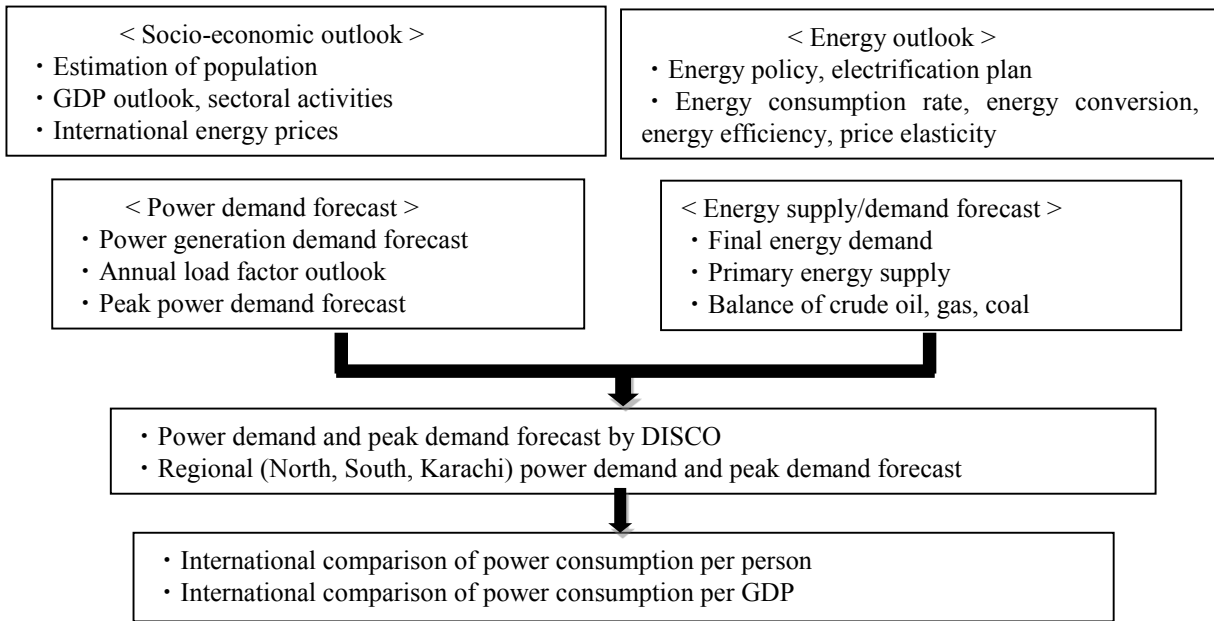 < Socio-economic outlook >
・Estimation of population
・GDP outlook, sectoral activities
・International energy prices
< Energy outlook >
・Energy policy, electrification plan
・Energy consumption rate, energy conversion,
energy efficiency, price elasticity
< Power demand forecast >
・Power generation demand forecast
・Annual load factor outlook
・Peak power demand forecast
< Energy supply/demand forecast >
・Final energy demand
・Primary energy supply
・Balance of crude oil, gas, coal
・Power demand and peak demand forecast by DISCO
・Regional (North, South, Karachi) power demand and peak demand forecast
・International comparison of power consumption per person
・International comparison of power consumption per GDP